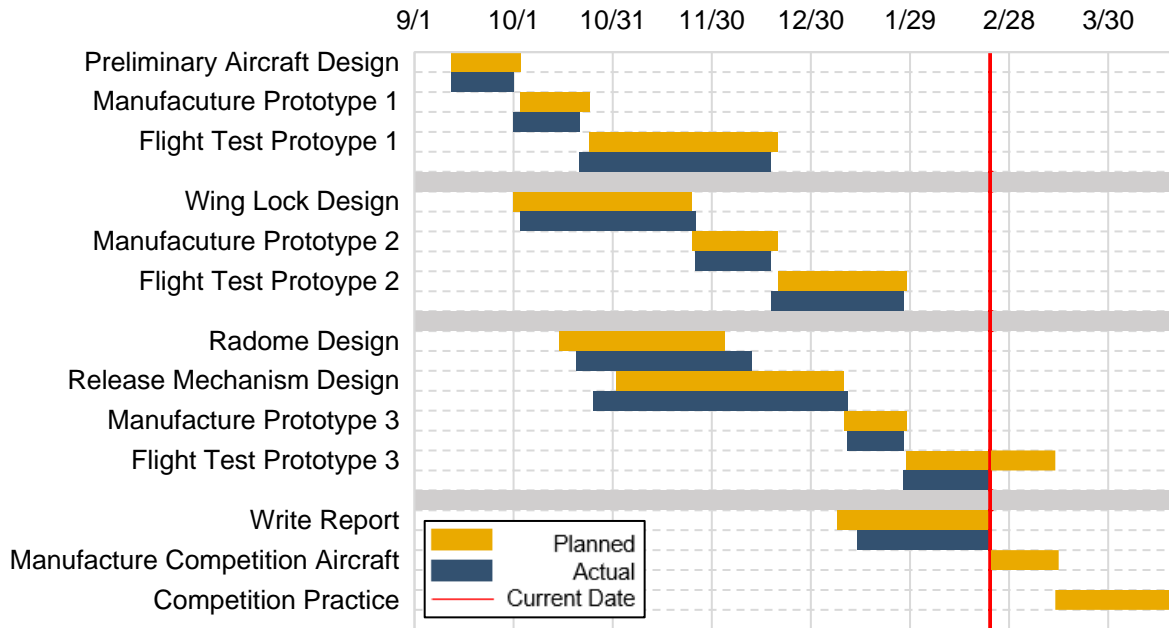 9/1 10/1 10/31 11/30 12/30 1/29 2/28 3/30
Preliminary Aircraft Design
Manufacuture Prototype 1
Flight Test Protoype 1
Wing Lock Design
Manufacuture Prototype 2
Flight Test Protoype 2
Radome Design
Release Mechanism Design
Manufacture Prototype 3
Flight Test Prototype 3
Write Report
Manufacture Competition Aircraft
Competition Practice
Planned
Actual
Current Date